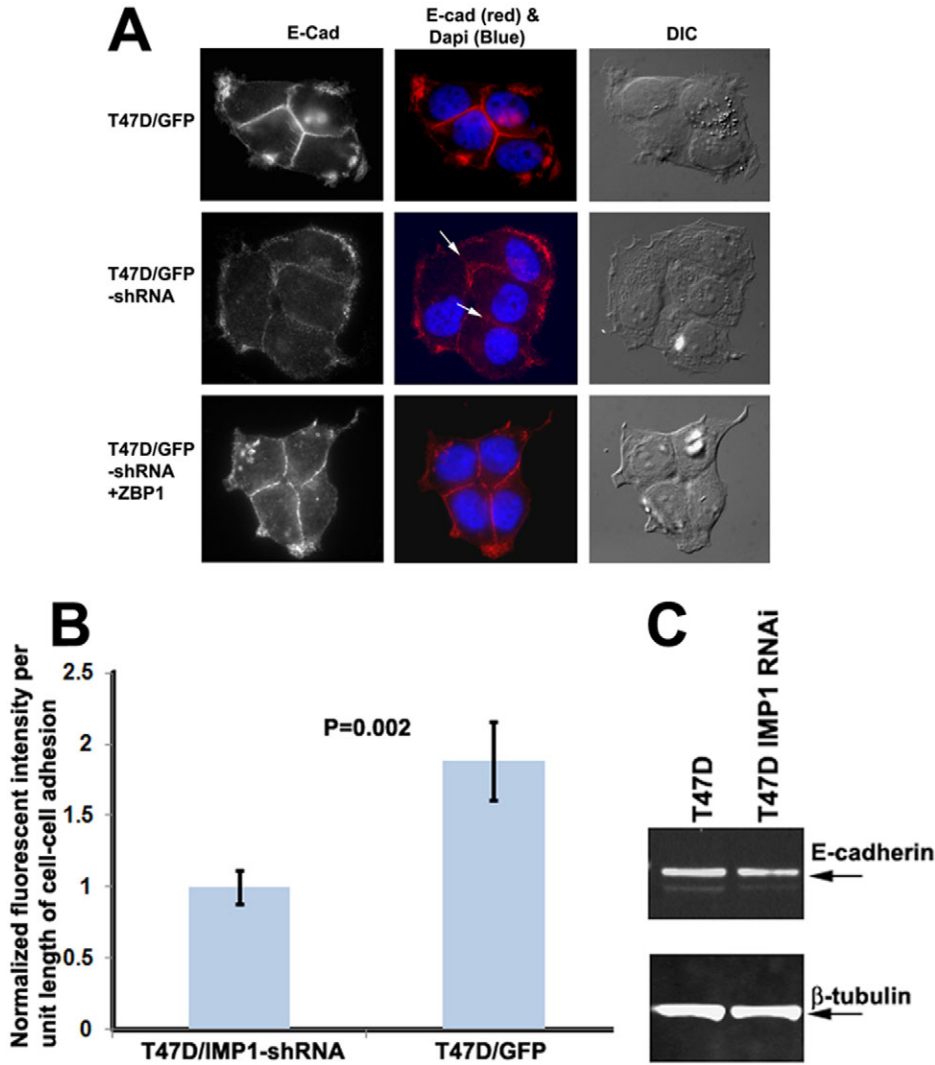 A
E-Cad
E-cad (red) &
Dapi (Blue)
DIC
T47D/GFP
T47D/GFP
-shRNA
T47D/GFP
-shRNA
+ZBP1
B
Normalized fluorescent intensity per
unit length of cell-cell adhesion
2.5
2
1.5
1
0.5
0
P=0.002
T47D/IMP1-shRNA
T47D/GFP
C
T47D
T47D IMP1 RNAi
E-cadherin
β-tubulin